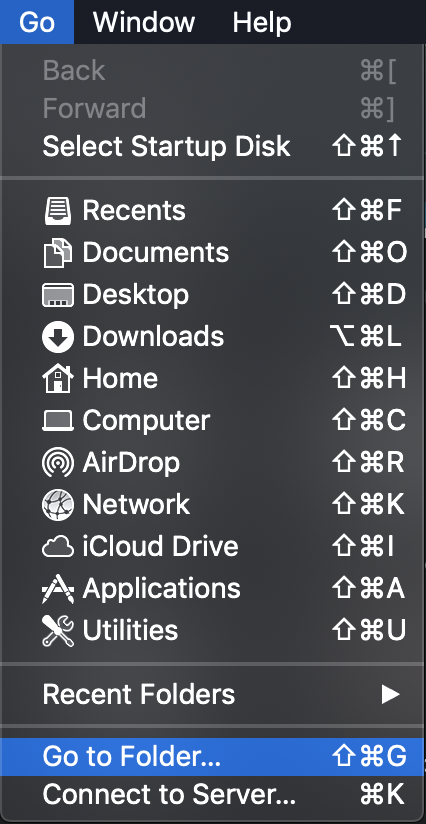 Go Window Help
Back ⌘[
Forward ⌘]
Select Startup Disk ⇧⌘↑
Recents ⇧⌘F
Documents ⇧⌘O
Desktop ⇧⌘D
Downloads ⌥⌘L
Home ⇧⌘H
Computer ⇧⌘C
AirDrop ⇧⌘R
Network ⇧⌘K
iCloud Drive ⇧⌘I
Applications ⇧⌘A
Utilities ⇧⌘U
Recent Folders ▶
Go to Folder... ⇧⌘G
Connect to Server... ⌘K